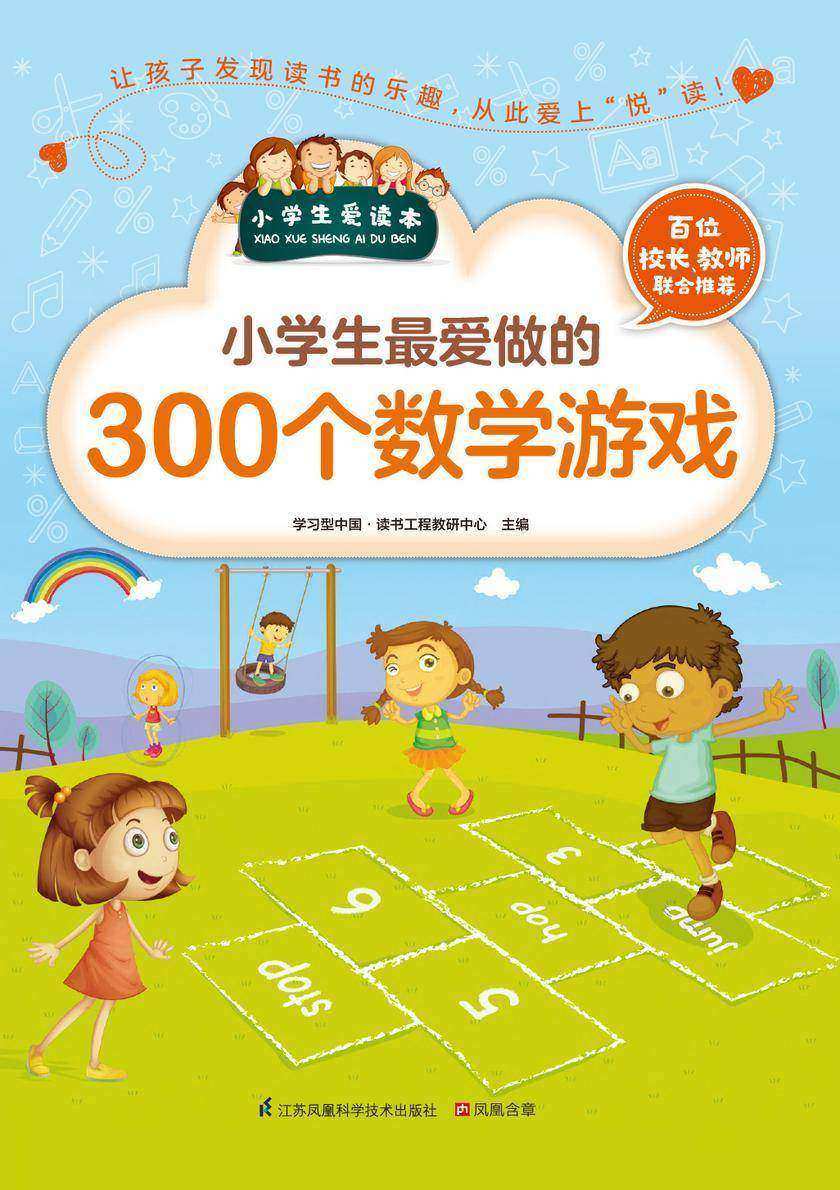 让孩子发现读书的乐趣，从此爱上“悦”读！
小学生爱读本
XIAO XUE SHENG AI DU BEN
百位
校长、教师
联合推荐
小学生最爱做的
300个数学游戏
学习型中国·读书工程教研中心 主编
Aa
Aa
3
6
hop
jump
stop
5
江苏凤凰科学技术出版社 凤凰含章